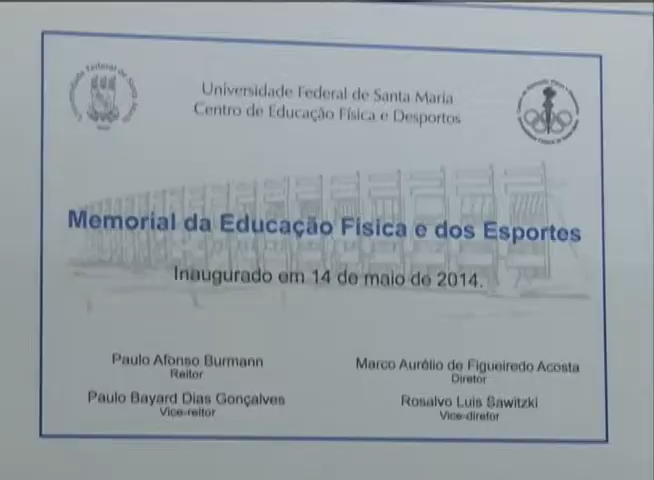 Universidade Federal de Santa Maria
Centro de Educação Física e Desportos
Memorial da Educação Física e dos Esportes
Inaugurado em 14 de maio de 2014.
Paulo Afonso Burmann
Reitor
Paulo Bayard Dias Gonçalves
Vice-reitor
Marco Aurélio de Figueiredo Acosta
Diretor
Rosalvo Luis Sawitzki
Vice-diretor